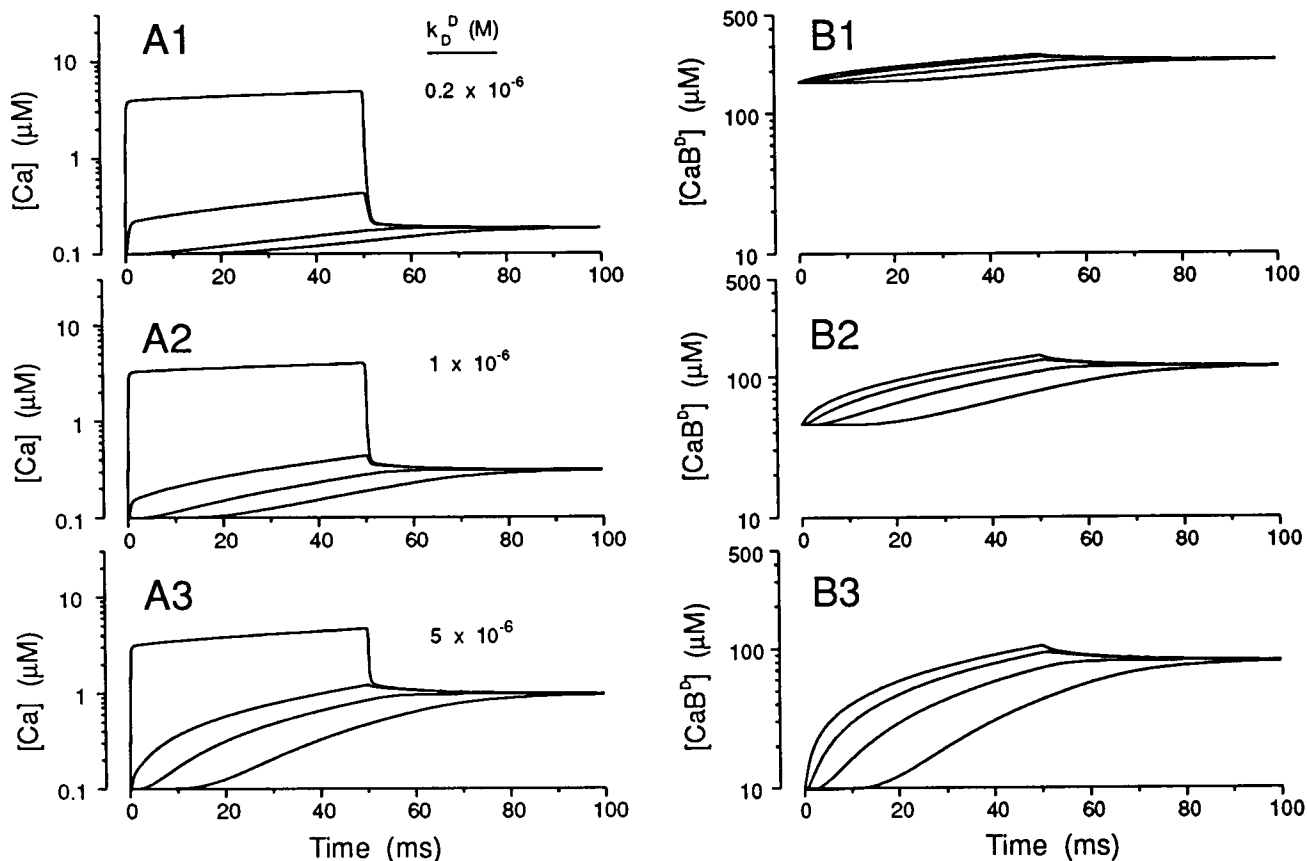 A1
k_D^D (M)
0.2 x 10^-6
[Ca] (μM)
10
1
0.1
0 20 40 60 80 100
B1
[CaB^D] (μM)
500
100
10
0 20 40 60 80 100
A2
1 x 10^-6
[Ca] (μM)
10
1
0.1
0 20 40 60 80 100
B2
[CaB^D] (μM)
500
100
10
0 20 40 60 80 100
A3
5 x 10^-6
[Ca] (μM)
10
1
0.1
0 20 40 60 80 100
Time (ms)
B3
[CaB^D] (μM)
500
100
10
0 20 40 60 80 100
Time (ms)